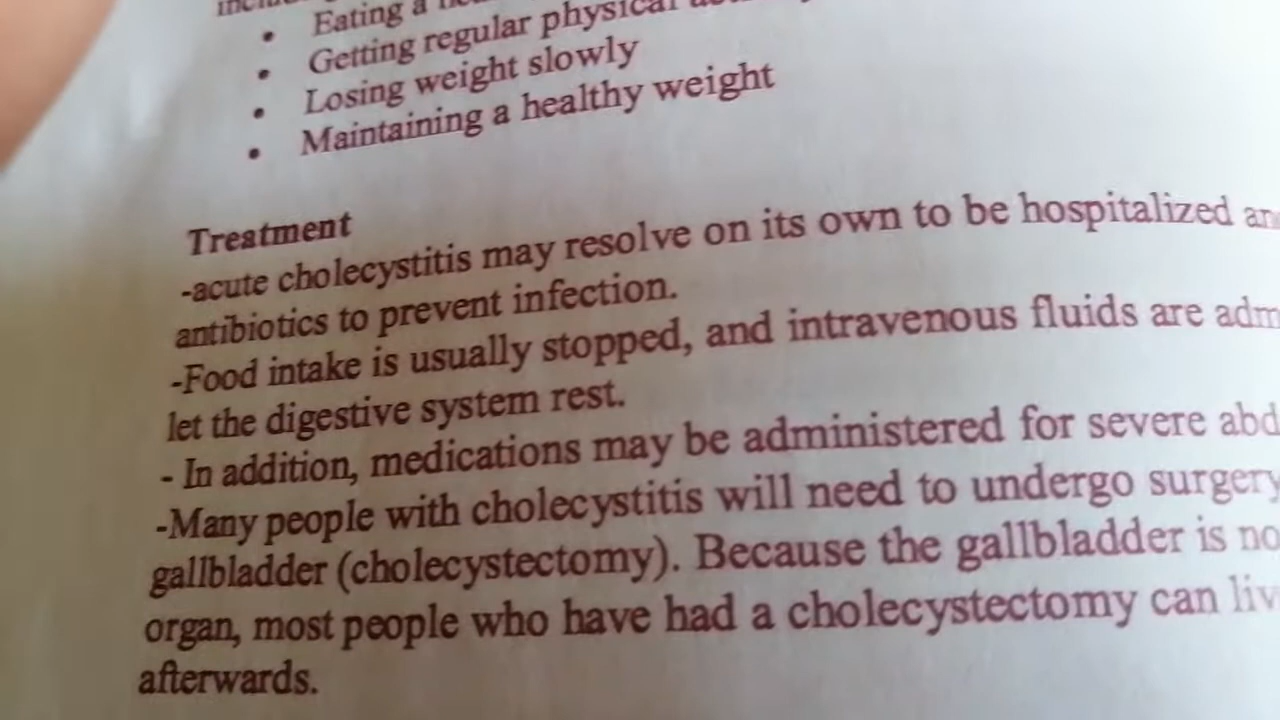 • Eating a
• Getting regular physical
• Losing weight slowly
• Maintaining a healthy weight
Treatment
-acute cholecystitis may resolve on its own to be hospitalized
antibiotics to prevent infection.
-Food intake is usually stopped, and intravenous fluids are
let the digestive system rest.
- In addition, medications may be administered for severe
-Many people with cholecystitis will need to undergo surgery
gallbladder (cholecystectomy). Because the gallbladder is
organ, most people who have had a cholecystectomy can
afterwards.